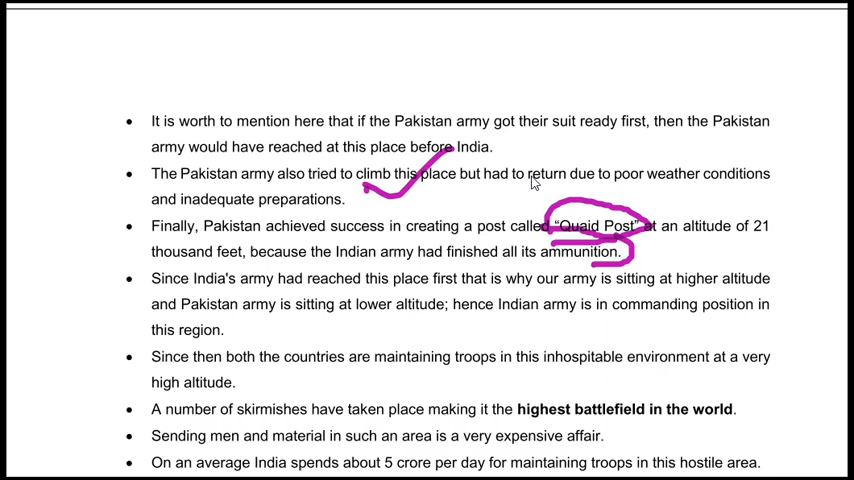 • It is worth to mention here that if the Pakistan army got their suit ready first, then the Pakistan
army would have reached at this place before India.
• The Pakistan army also tried to climb this place but had to return due to poor weather conditions
and inadequate preparations.
• Finally, Pakistan achieved success in creating a post called “Quaid Post” at an altitude of 21
thousand feet, because the Indian army had finished all its ammunition.
• Since India's army had reached this place first that is why our army is sitting at higher altitude
and Pakistan army is sitting at lower altitude; hence Indian army is in commanding position in
this region.
• Since then both the countries are maintaining troops in this inhospitable environment at a very
high altitude.
• A number of skirmishes have taken place making it the highest battlefield in the world.
• Sending men and material in such an area is a very expensive affair.
• On an average India spends about 5 crore per day for maintaining troops in this hostile area.